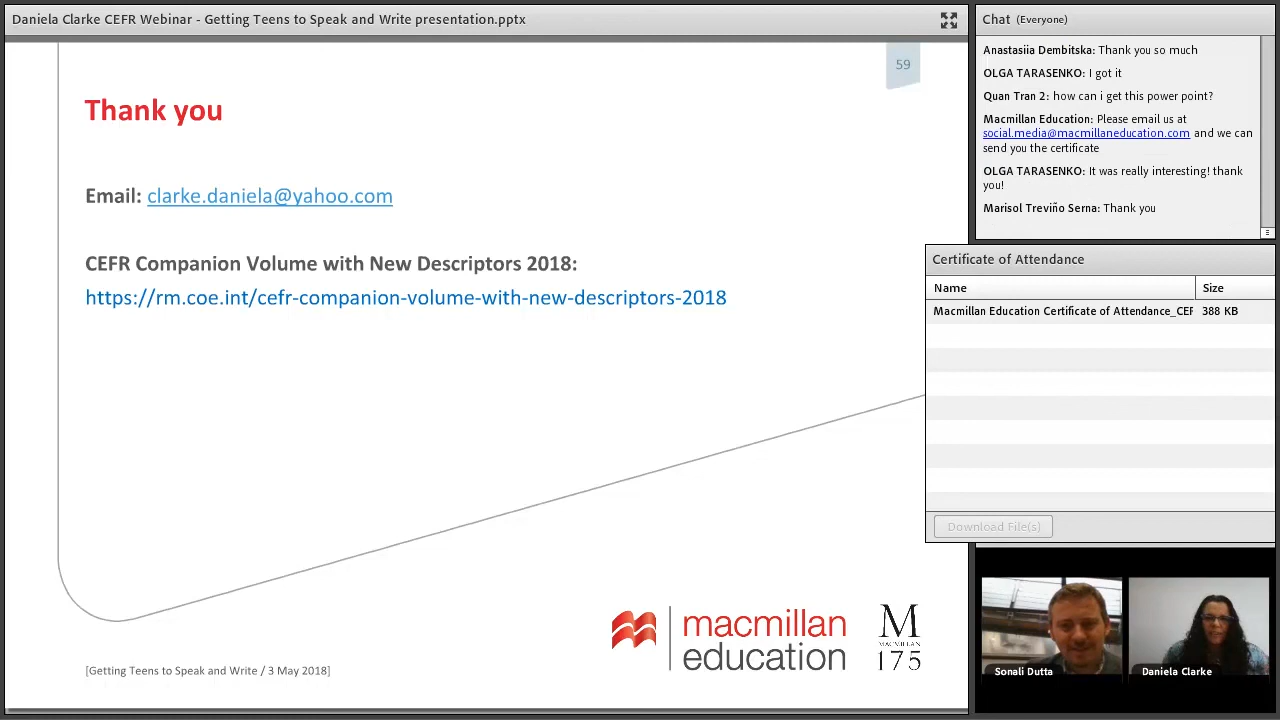 Daniela Clarke CEFR Webinar - Getting Teens to Speak and Write presentation.pptx
59
Thank you
Email: clarke.daniela@yahoo.com
CEFR Companion Volume with New Descriptors 2018:
https://rm.coe.int/cefr-companion-volume-with-new-descriptors-2018
[Getting Teens to Speak and Write / 3 May 2018]
macmillan
education
M
MACMILLAN
175
Chat (Everyone)
Anastasiia Dembitska: Thank you so much
OLGA TARASENKO: I got it
Quan Tran 2: how can i get this power point?
Macmillan Education: Please email us at
social.media@macmillaneducation.com and we can
send you the certificate
OLGA TARASENKO: It was really interesting! thank
you!
Marisol Treviño Serna: Thank you
Certificate of Attendance
Name Size
Macmillan Education Certificate of Attendance_CEF 388 KB
Download File(s)
Sonali Dutta
Daniela Clarke